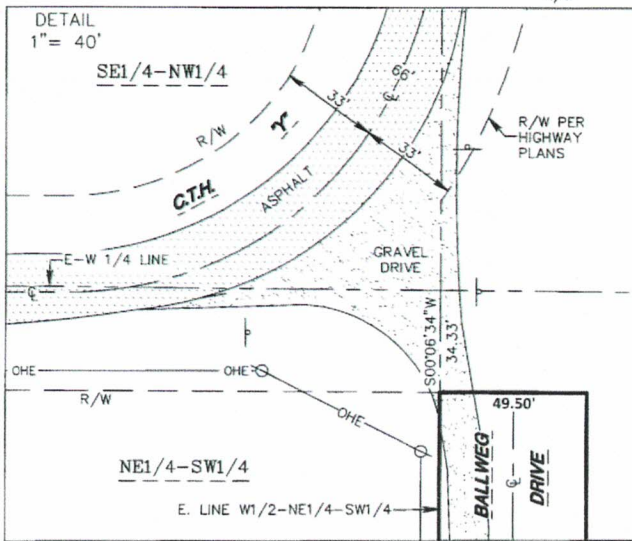 DETAIL
1"= 40'
SE1/4-NW1/4
R/W
33'
66'
℄
33'
"Y"
C.T.H.
ASPHALT
R/W PER
HIGHWAY
PLANS
E-W 1/4 LINE
℄
GRAVEL
DRIVE
S00°06'34"W
34.33'
OHE
OHE
R/W
OHE
49.50'
BALLWEG
℄
DRIVE
NE1/4-SW1/4
E. LINE W1/2-NE1/4-SW1/4